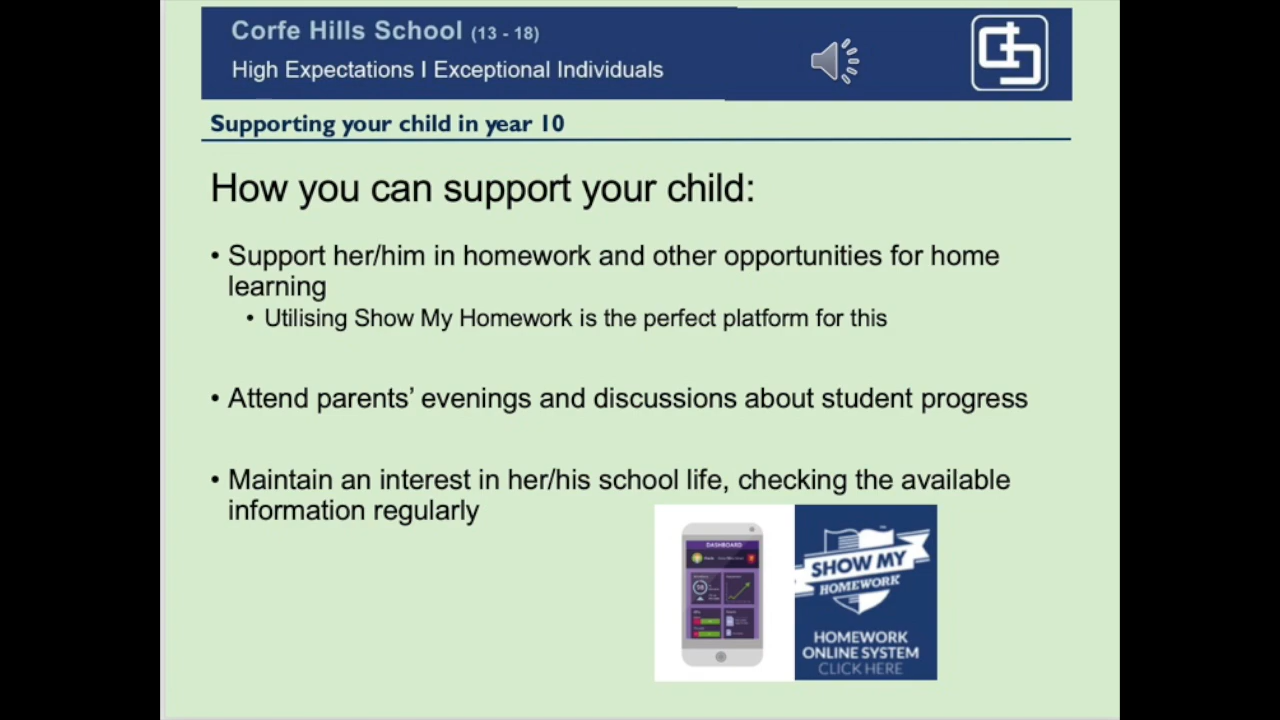 Corfe Hills School (13 - 18)
High Expectations I Exceptional Individuals
Supporting your child in year 10
How you can support your child:
• Support her/him in homework and other opportunities for home
learning
• Utilising Show My Homework is the perfect platform for this
• Attend parents’ evenings and discussions about student progress
• Maintain an interest in her/his school life, checking the available
information regularly
DASHBOARD
SHOW MY
HOMEWORK
HOMEWORK
ONLINE SYSTEM
CLICK HERE